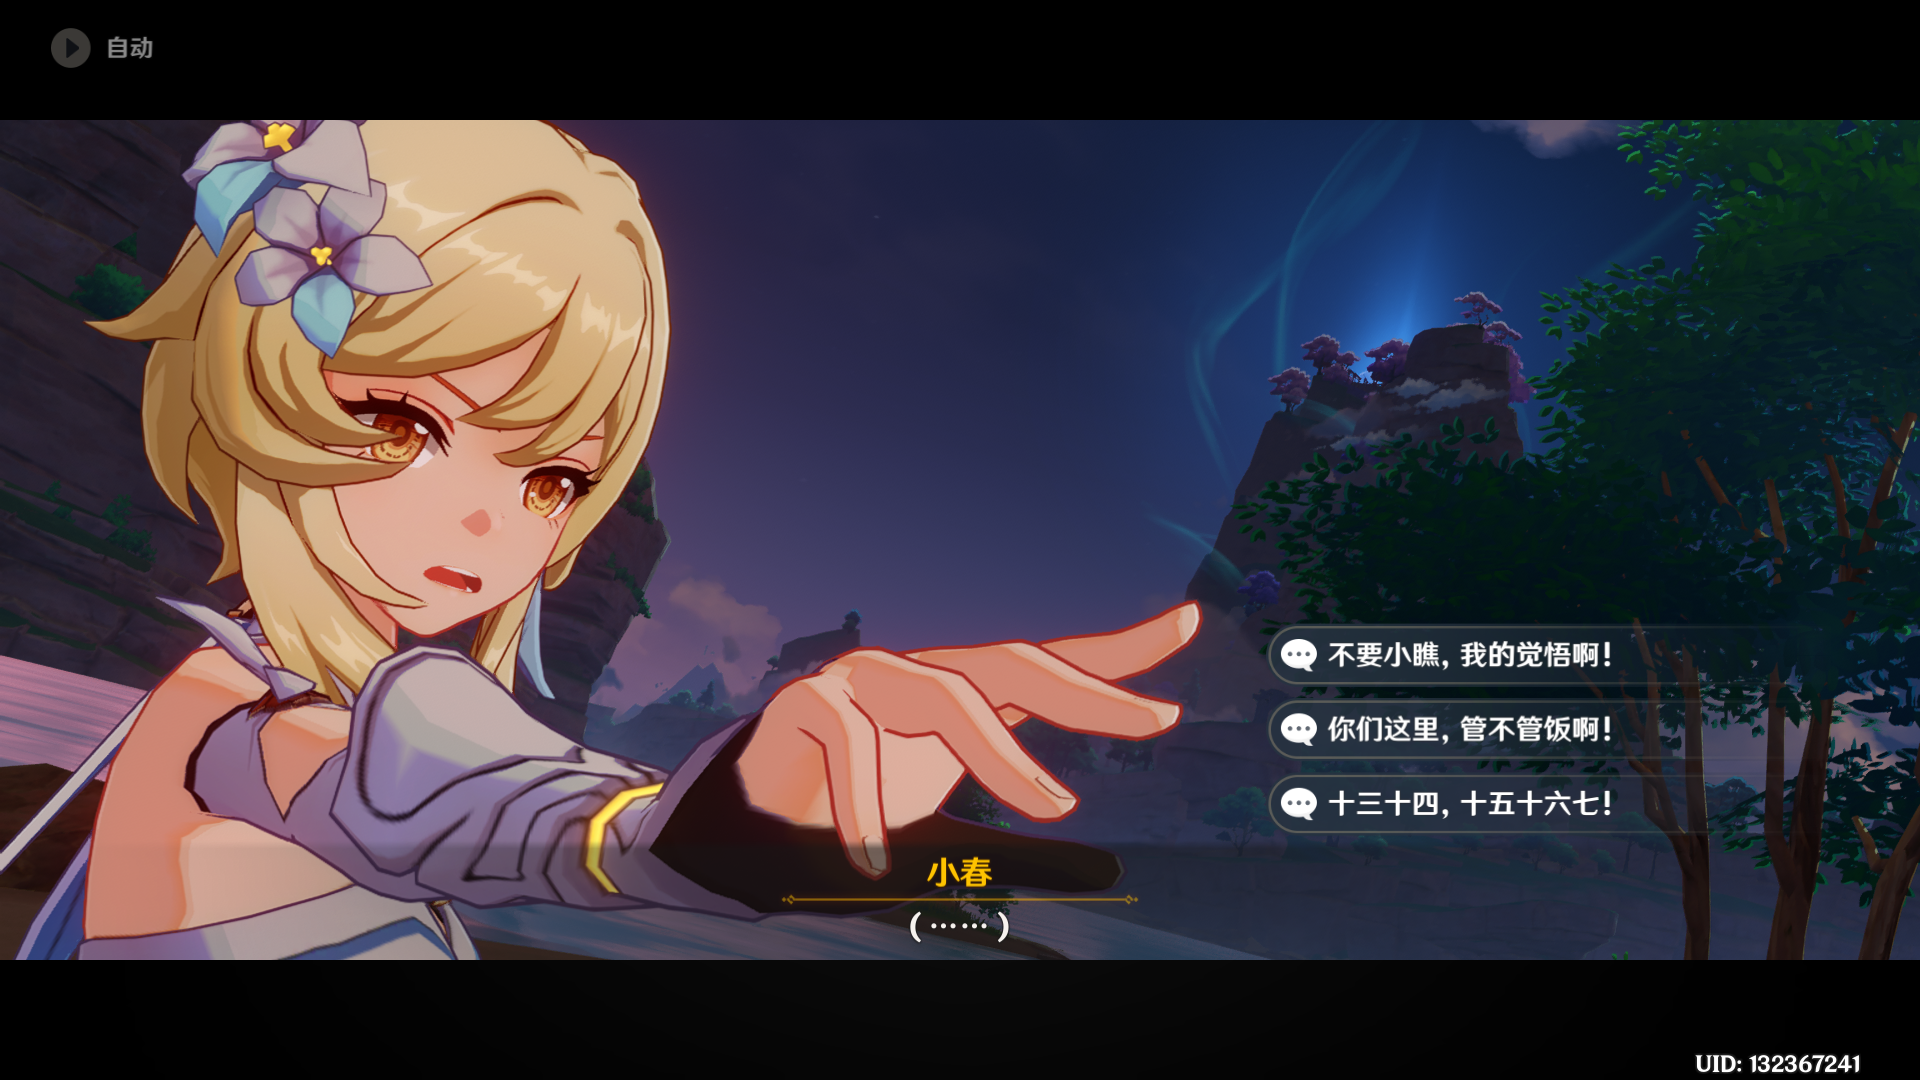 自动
不要小瞧，我的觉悟啊！
你们这里，管不管饭啊！
十三十四，十五十六七！
小春
（……）
UID: 132367241